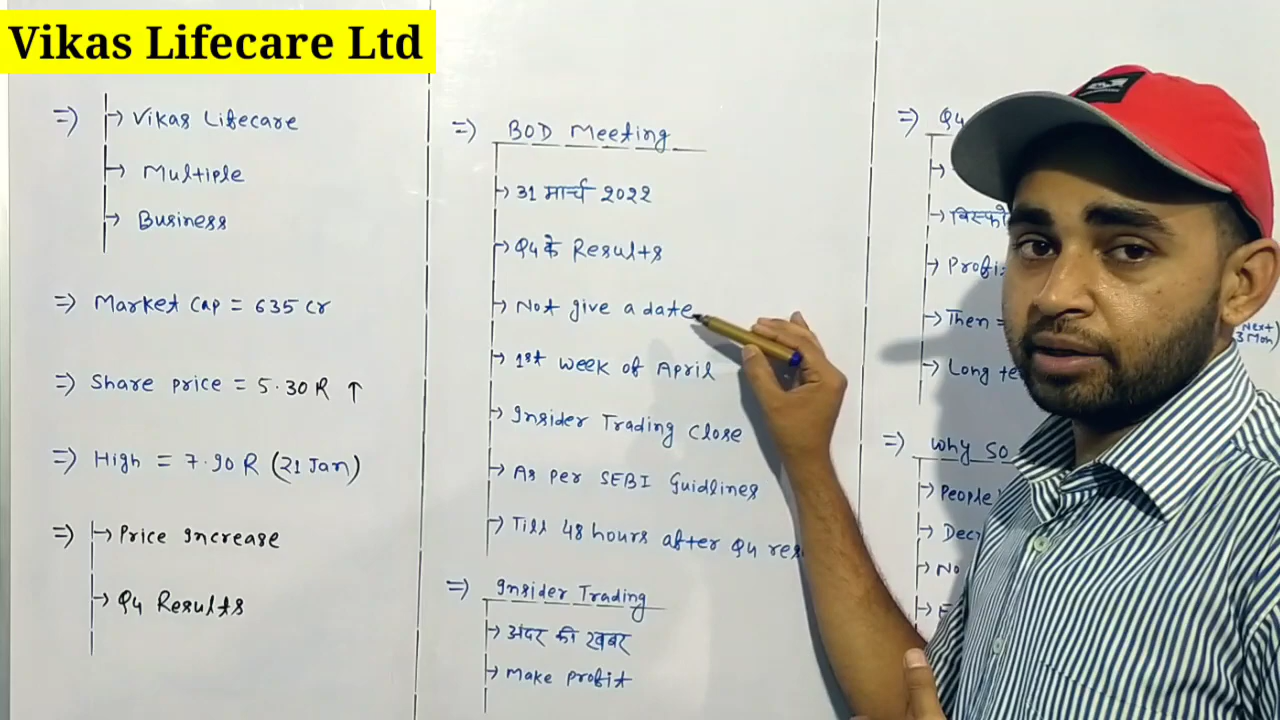 Vikas Lifecare Ltd
=) → Vikas Lifecare
→ Multiple
→ Business
=) Market Cap = 635 Cr
=) Share price = 5.30 R ↑
=) High = 7.90 R (21 Jan)
=) → Price increase
→ Q4 Results
=) BOD Meeting
→ 31 मार्च 2022
→ Q4 के Results
→ Not give a date
→ 1st week of April
→ Insider Trading Close
→ As per SEBI Guidlines
→ Till 48 hours after Q4 res
=) Insider Trading
→ अंदर की खबर
→ Make profit
=) Q4
→
→
→ Profi
→ Then =
Next
3 Mon)
→ Long te
=) Why so
→ People
→ Decr
→ No
→ E